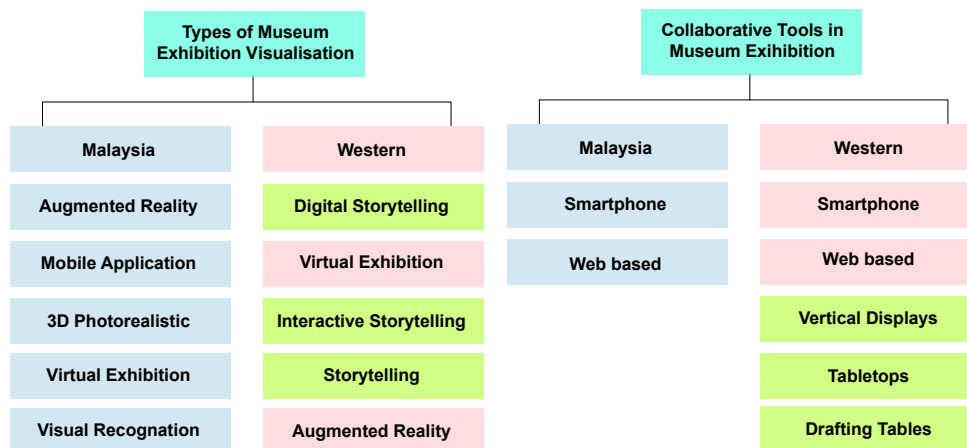 Types of Museum
Exhibition Visualisation
Malaysia
Western
Augmented Reality
Digital Storytelling
Mobile Application
Virtual Exhibition
3D Photorealistic
Interactive Storytelling
Virtual Exhibition
Storytelling
Visual Recognation
Augmented Reality
Collaborative Tools in
Museum Exihibition
Malaysia
Western
Smartphone
Smartphone
Web based
Web based
Vertical Displays
Tabletops
Drafting Tables